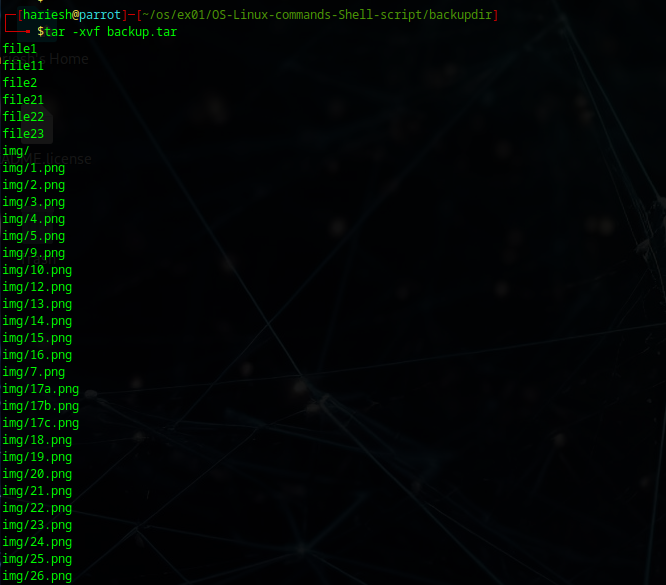 ┌─[hariesh@parrot]─[~/os/ex01/OS-Linux-commands-Shell-script/backupdir]
└──╼ $tar -xvf backup.tar
file1
file11
Home
file2
file21
file22
file23
img/
license
img/1.png
img/2.png
img/3.png
img/4.png
img/5.png
img/9.png
img/10.png
img/12.png
img/13.png
img/14.png
img/15.png
img/16.png
img/7.png
img/17a.png
img/17b.png
img/17c.png
img/18.png
img/19.png
img/20.png
img/21.png
img/22.png
img/23.png
img/24.png
img/25.png
img/26.png